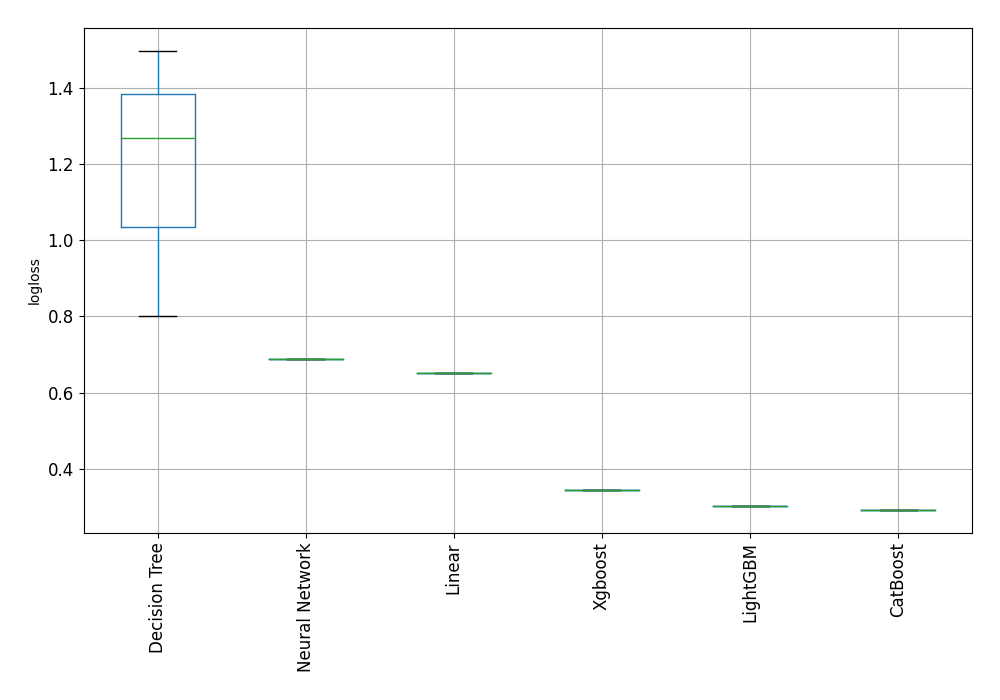 1.4
1.2
1.0
0.8
0.6
0.4
logloss
Decision Tree
Neural Network
Linear
Xgboost
LightGBM
CatBoost